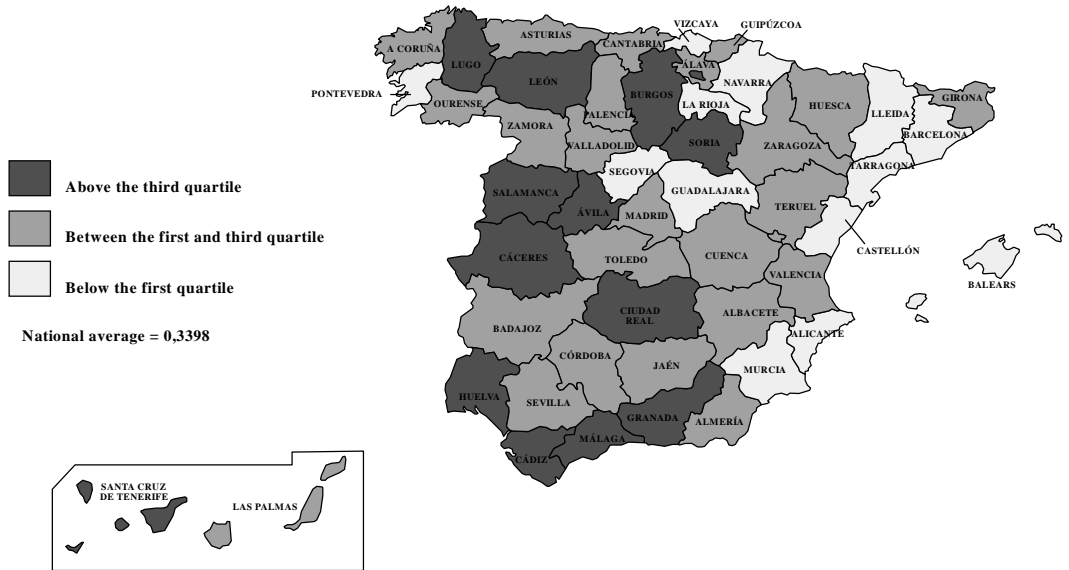 VIZCAYA
GUIPÚZCOA
ASTURIAS
CANTABRIA
A CORUÑA
LUGO
ÁLAVA
LEÓN
NAVARRA
PONTEVEDRA
BURGOS
GIRONA
OURENSE
LA RIOJA
HUESCA
LLEIDA
PALENCIA
ZAMORA
BARCELONA
VALLADOLID
SORIA
ZARAGOZA
TARRAGONA
SEGOVIA
Above the third quartile
SALAMANCA
GUADALAJARA
ÁVILA
MADRID
TERUEL
Between the first and third quartile
CÁCERES
TOLEDO
CUENCA
CASTELLÓN
VALENCIA
Below the first quartile
BALEARS
CIUDAD
REAL
ALBACETE
BADAJOZ
National average = 0,3398
ALICANTE
CÓRDOBA
JAÉN
MURCIA
HUELVA
SEVILLA
GRANADA
ALMERÍA
MÁLAGA
CÁDIZ
SANTA CRUZ
DE TENERIFE
LAS PALMAS